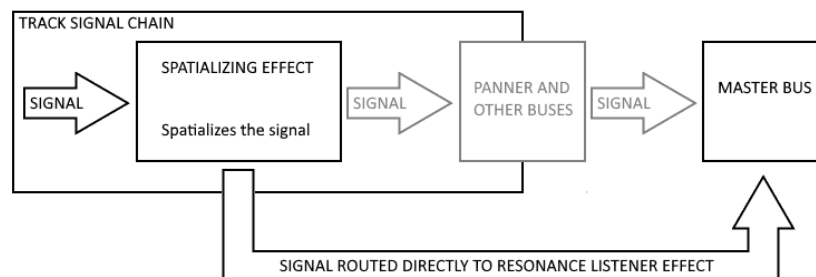 TRACK SIGNAL CHAIN
SIGNAL
SPATIALIZING EFFECT
Spatializes the signal
SIGNAL
PANNER AND
OTHER BUSES
SIGNAL
MASTER BUS
SIGNAL ROUTED DIRECTLY TO RESONANCE LISTENER EFFECT